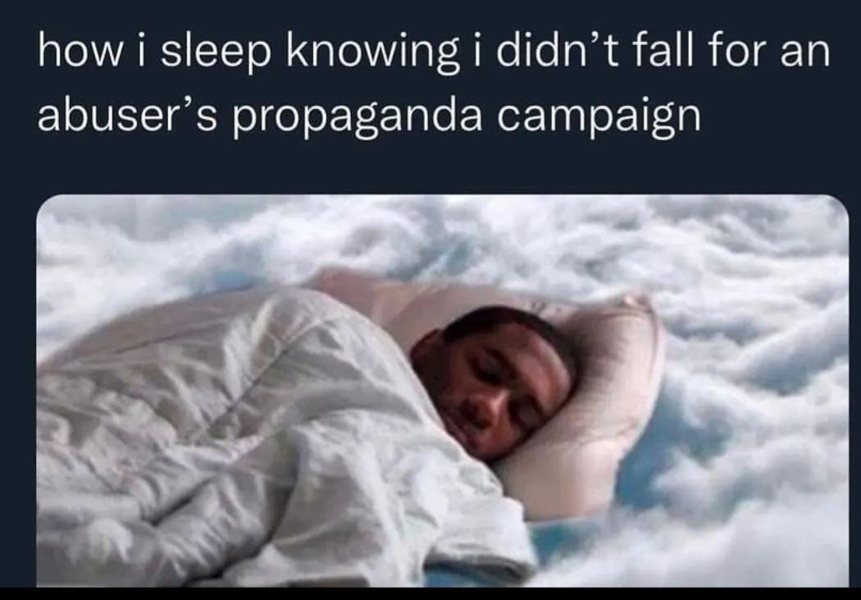 how i sleep knowing i didn’t fall for an
abuser’s propaganda campaign